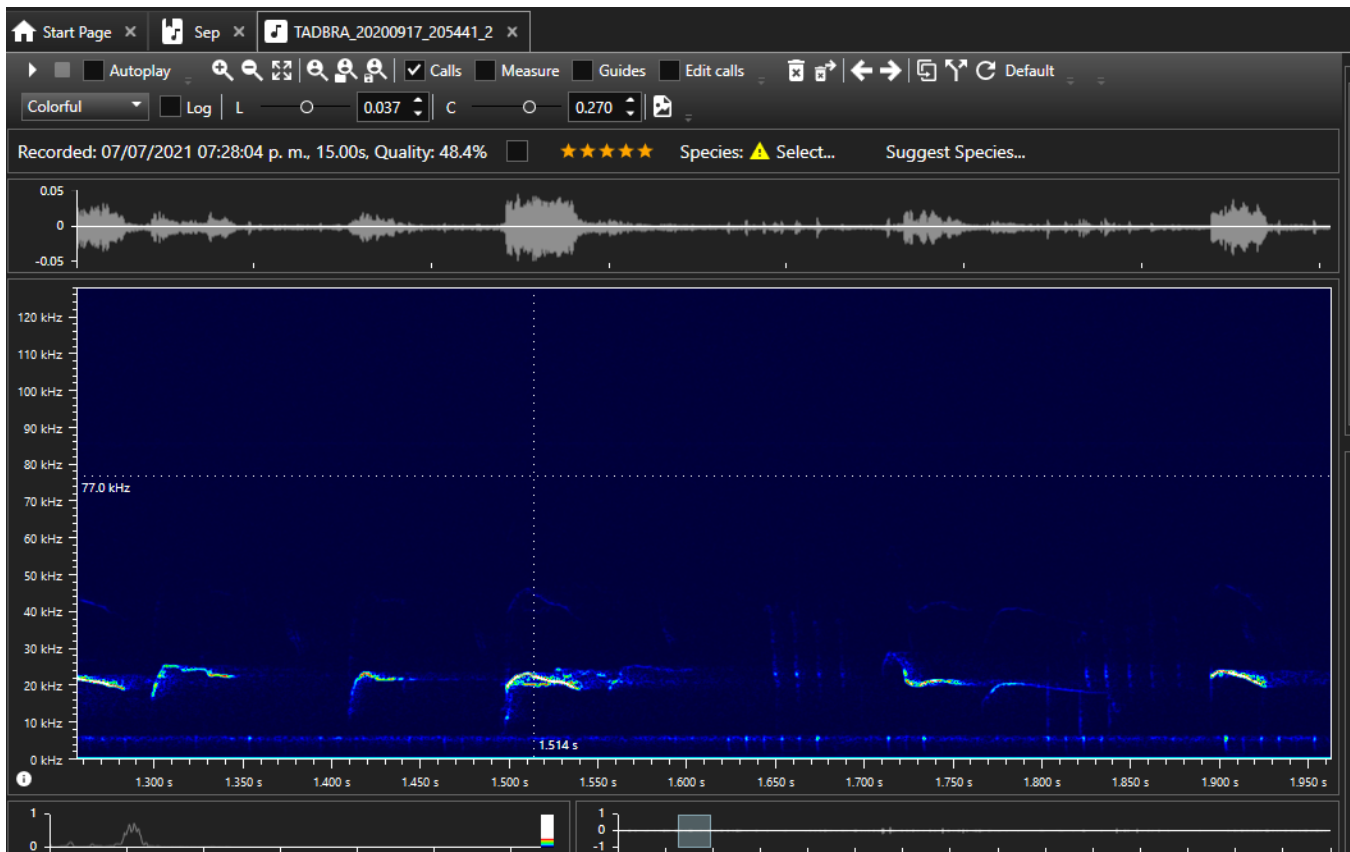 Start Page × Sep × TADBRA_20200917_205441_2 ×
Autoplay Calls Measure Guides Edit calls Default
Colorful Log L 0.037 C 0.270
Recorded: 07/07/2021 07:28:04 p. m., 15.00s, Quality: 48.4% Species: Select... Suggest Species...
0.05
0
-0.05
120 kHz
110 kHz
100 kHz
90 kHz
80 kHz
77.0 kHz
70 kHz
60 kHz
50 kHz
40 kHz
30 kHz
20 kHz
10 kHz
0 kHz
1.514 s
1.300 s 1.350 s 1.400 s 1.450 s 1.500 s 1.550 s 1.600 s 1.650 s 1.700 s 1.750 s 1.800 s 1.850 s 1.900 s 1.950 s
1 1
0 0
-1